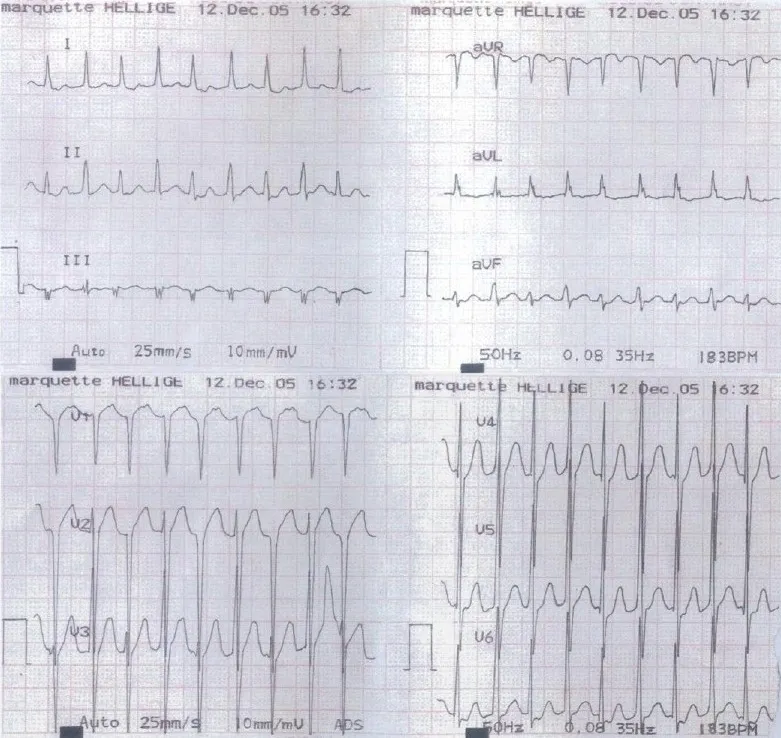 marquette HELLIGE 12.Dec.05 16:32
I
II
III
Auto 25mm/s 10mm/mV
marquette HELLIGE 12.Dec.05 16:32
aVR
aVL
aVF
50Hz 0.08 35Hz 183BPM
marquette HELLIGE 12.Dec.05 16:32
V1
V2
V3
Auto 25mm/s 10mm/mV ADS
marquette HELLIGE 12.Dec.05 16:32
V4
V5
V6
50Hz 0.08 35Hz 183BPM